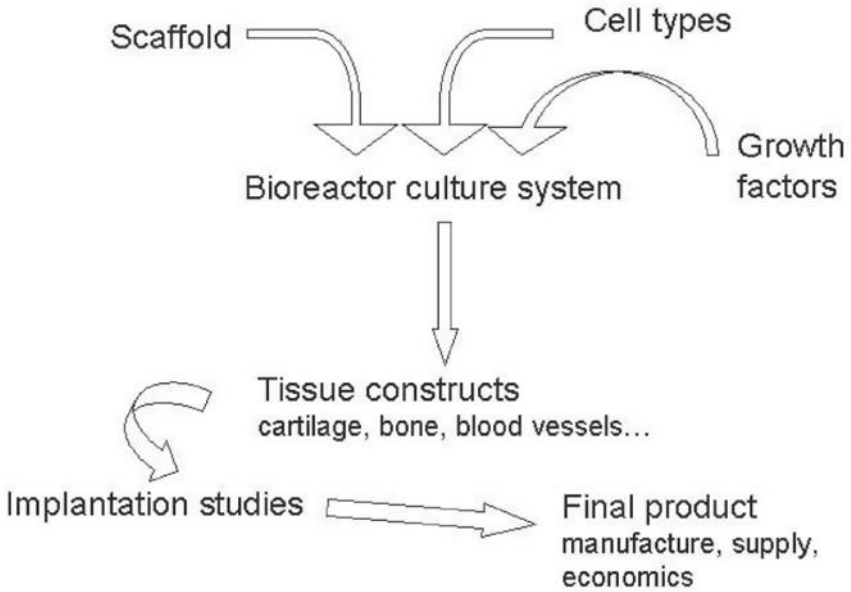 Scaffold
Cell types
Growth
factors
Bioreactor culture system
Tissue constructs
cartilage, bone, blood vessels…
Implantation studies
Final product
manufacture, supply,
economics